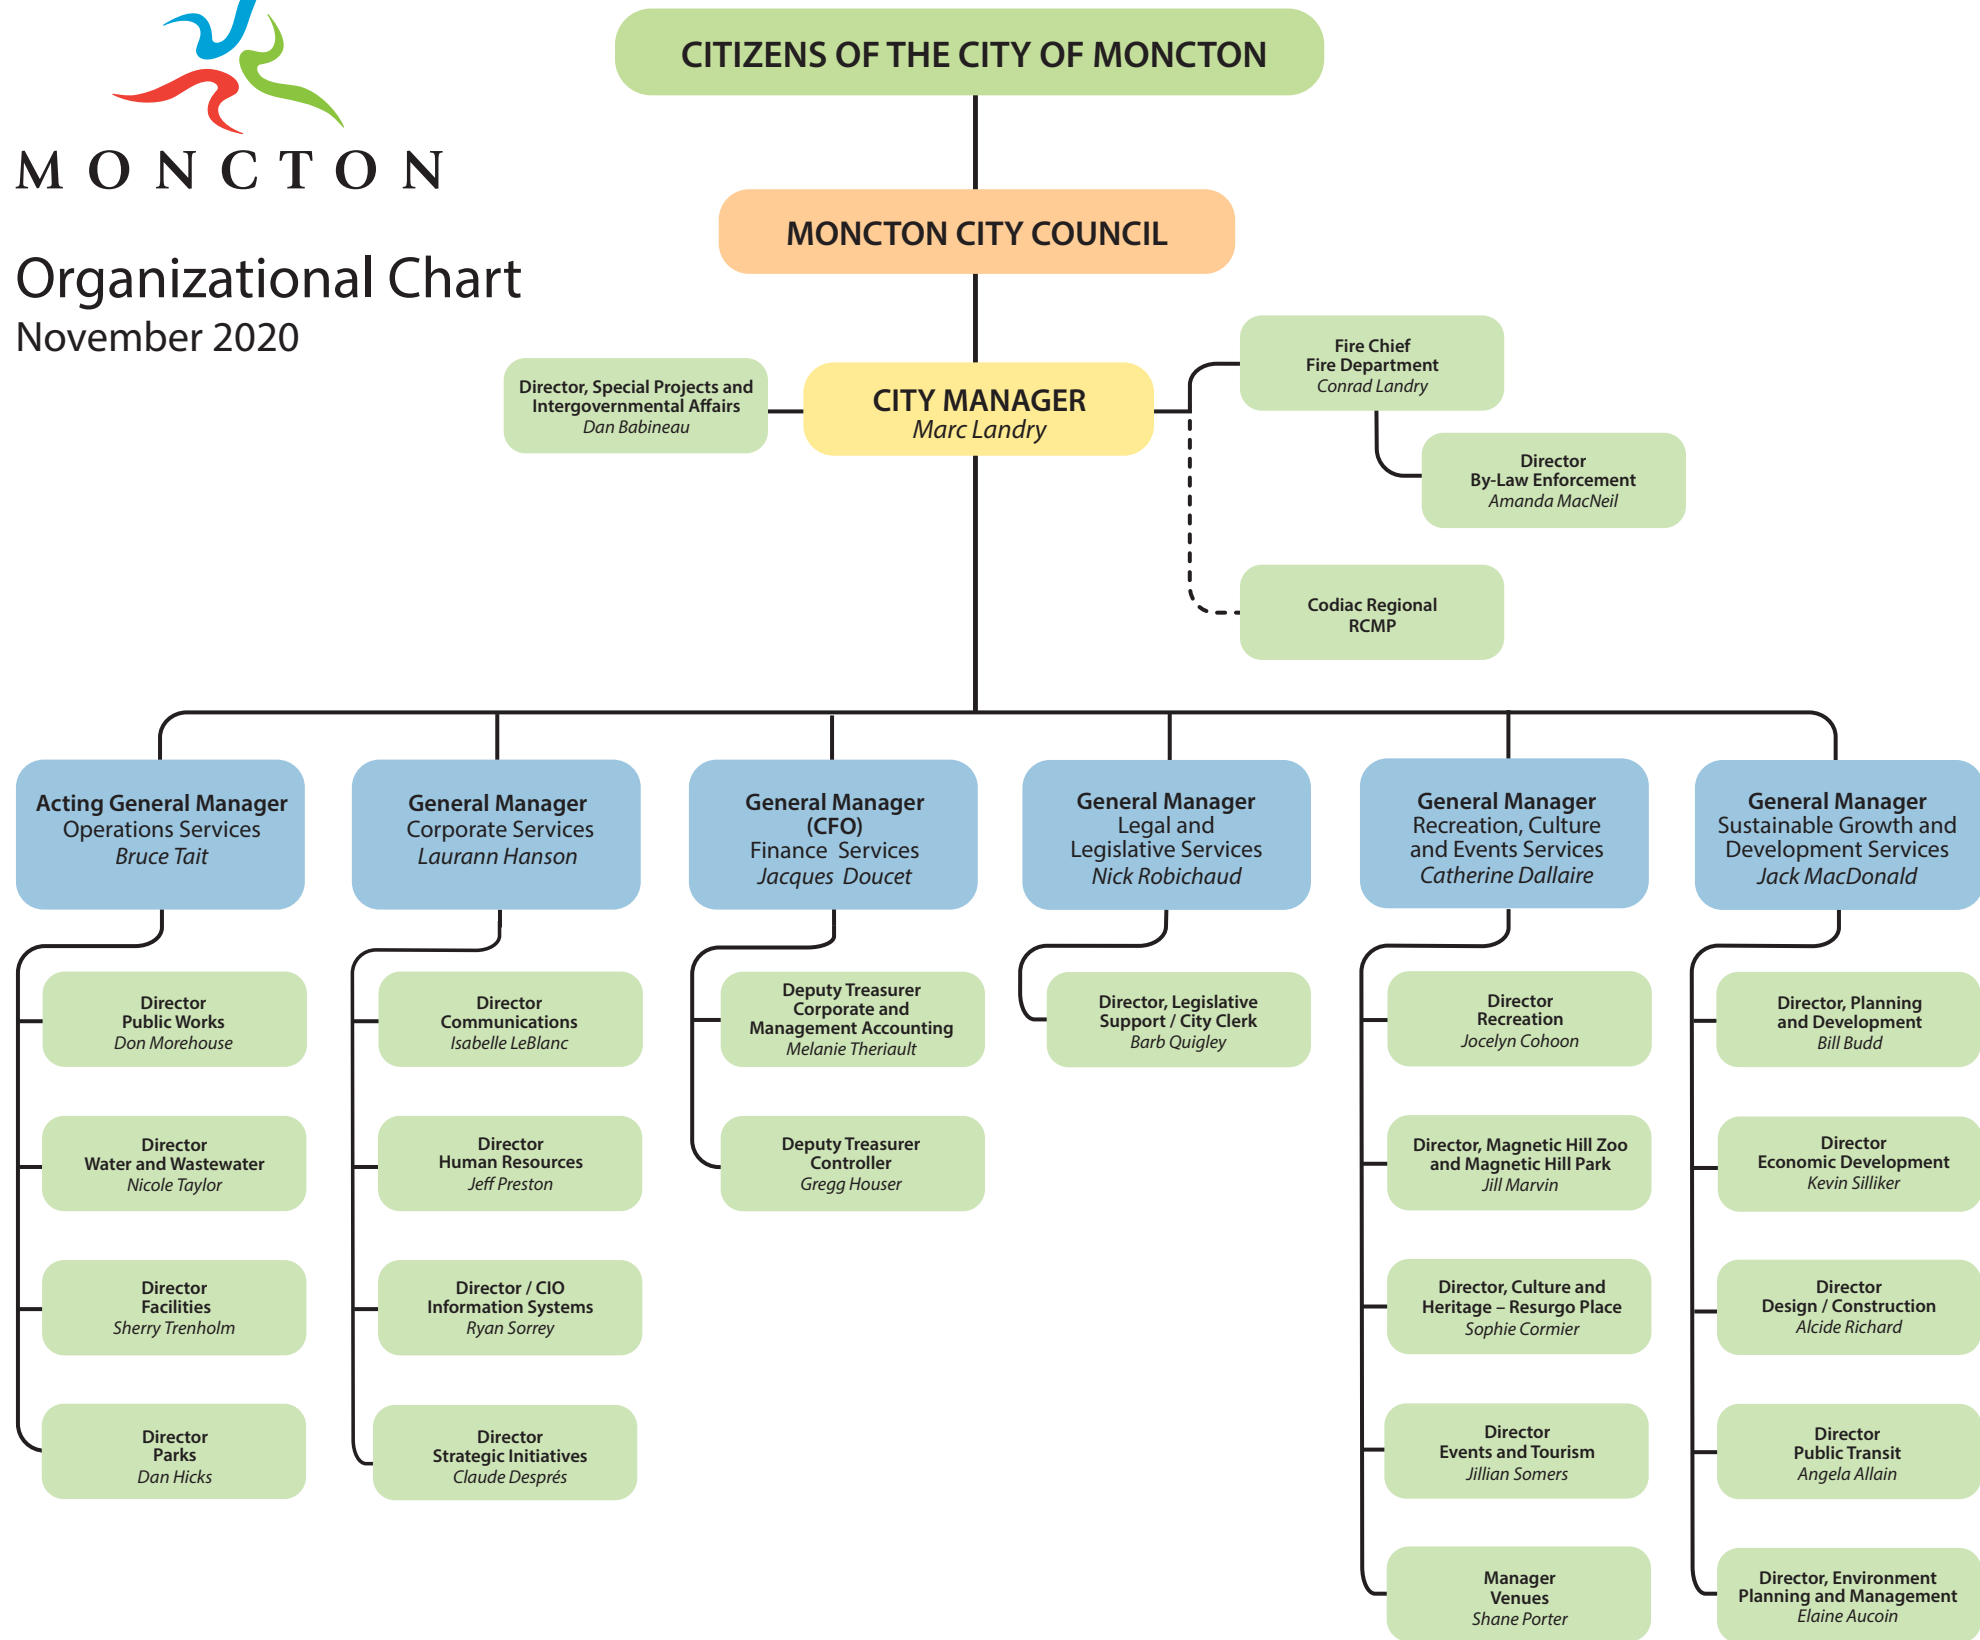 MONCTON
Organizational Chart
November 2020
CITIZENS OF THE CITY OF MONCTON
MONCTON CITY COUNCIL
CITY MANAGER
Marc Landry
Director, Special Projects and
Intergovernmental Affairs
Dan Babineau
Fire Chief
Fire Department
Conrad Landry
Director
By-Law Enforcement
Amanda MacNeil
Codiac Regional
RCMP
Acting General Manager
Operations Services
Bruce Tait
Director
Public Works
Don Morehouse
Director
Water and Wastewater
Nicole Taylor
Director
Facilities
Sherry Trenholm
Director
Parks
Dan Hicks
General Manager
Corporate Services
Laurann Hanson
Director
Communications
Isabelle LeBlanc
Director
Human Resources
Jeff Preston
Director / CIO
Information Systems
Ryan Sorrey
Director
Strategic Initiatives
Claude Després
General Manager
(CFO)
Finance Services
Jacques Doucet
Deputy Treasurer
Corporate and
Management Accounting
Melanie Theriault
Deputy Treasurer
Controller
Gregg Houser
General Manager
Legal and
Legislative Services
Nick Robichaud
Director, Legislative
Support / City Clerk
Barb Quigley
General Manager
Recreation, Culture
and Events Services
Catherine Dallaire
Director
Recreation
Jocelyn Cohoon
Director, Magnetic Hill Zoo
and Magnetic Hill Park
Jill Marvin
Director, Culture and
Heritage – Resurgo Place
Sophie Cormier
Director
Events and Tourism
Jillian Somers
Manager
Venues
Shane Porter
General Manager
Sustainable Growth and
Development Services
Jack MacDonald
Director, Planning
and Development
Bill Budd
Director
Economic Development
Kevin Silliker
Director
Design / Construction
Alcide Richard
Director
Public Transit
Angela Allain
Director, Environment
Planning and Management
Elaine Aucoin